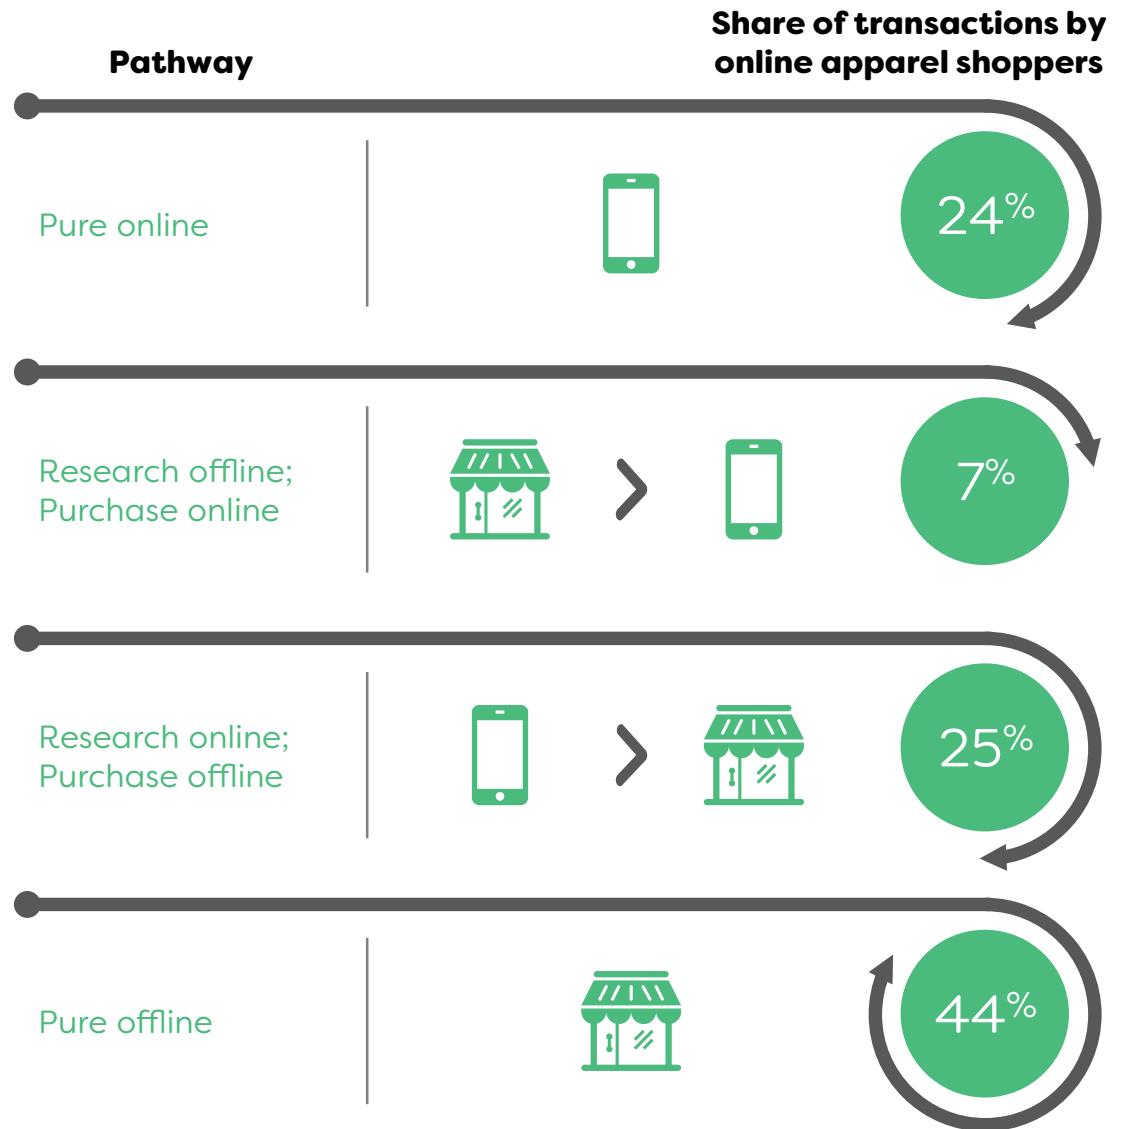 Pathway
Share of transactions by
online apparel shoppers
Pure online
24%
Research offline;
Purchase online
7%
Research online;
Purchase offline
25%
Pure offline
44%